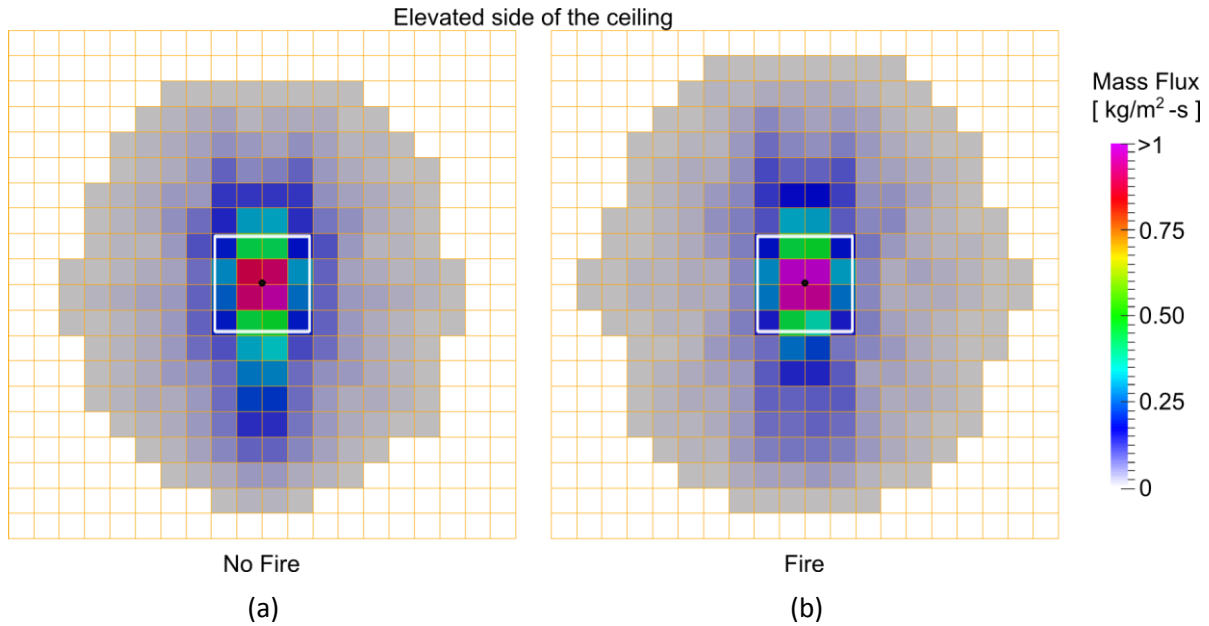 Elevated side of the ceiling
Mass Flux
[ kg/m² -s ]
>1
0.75
0.50
0.25
0
No Fire
Fire
(a)
(b)